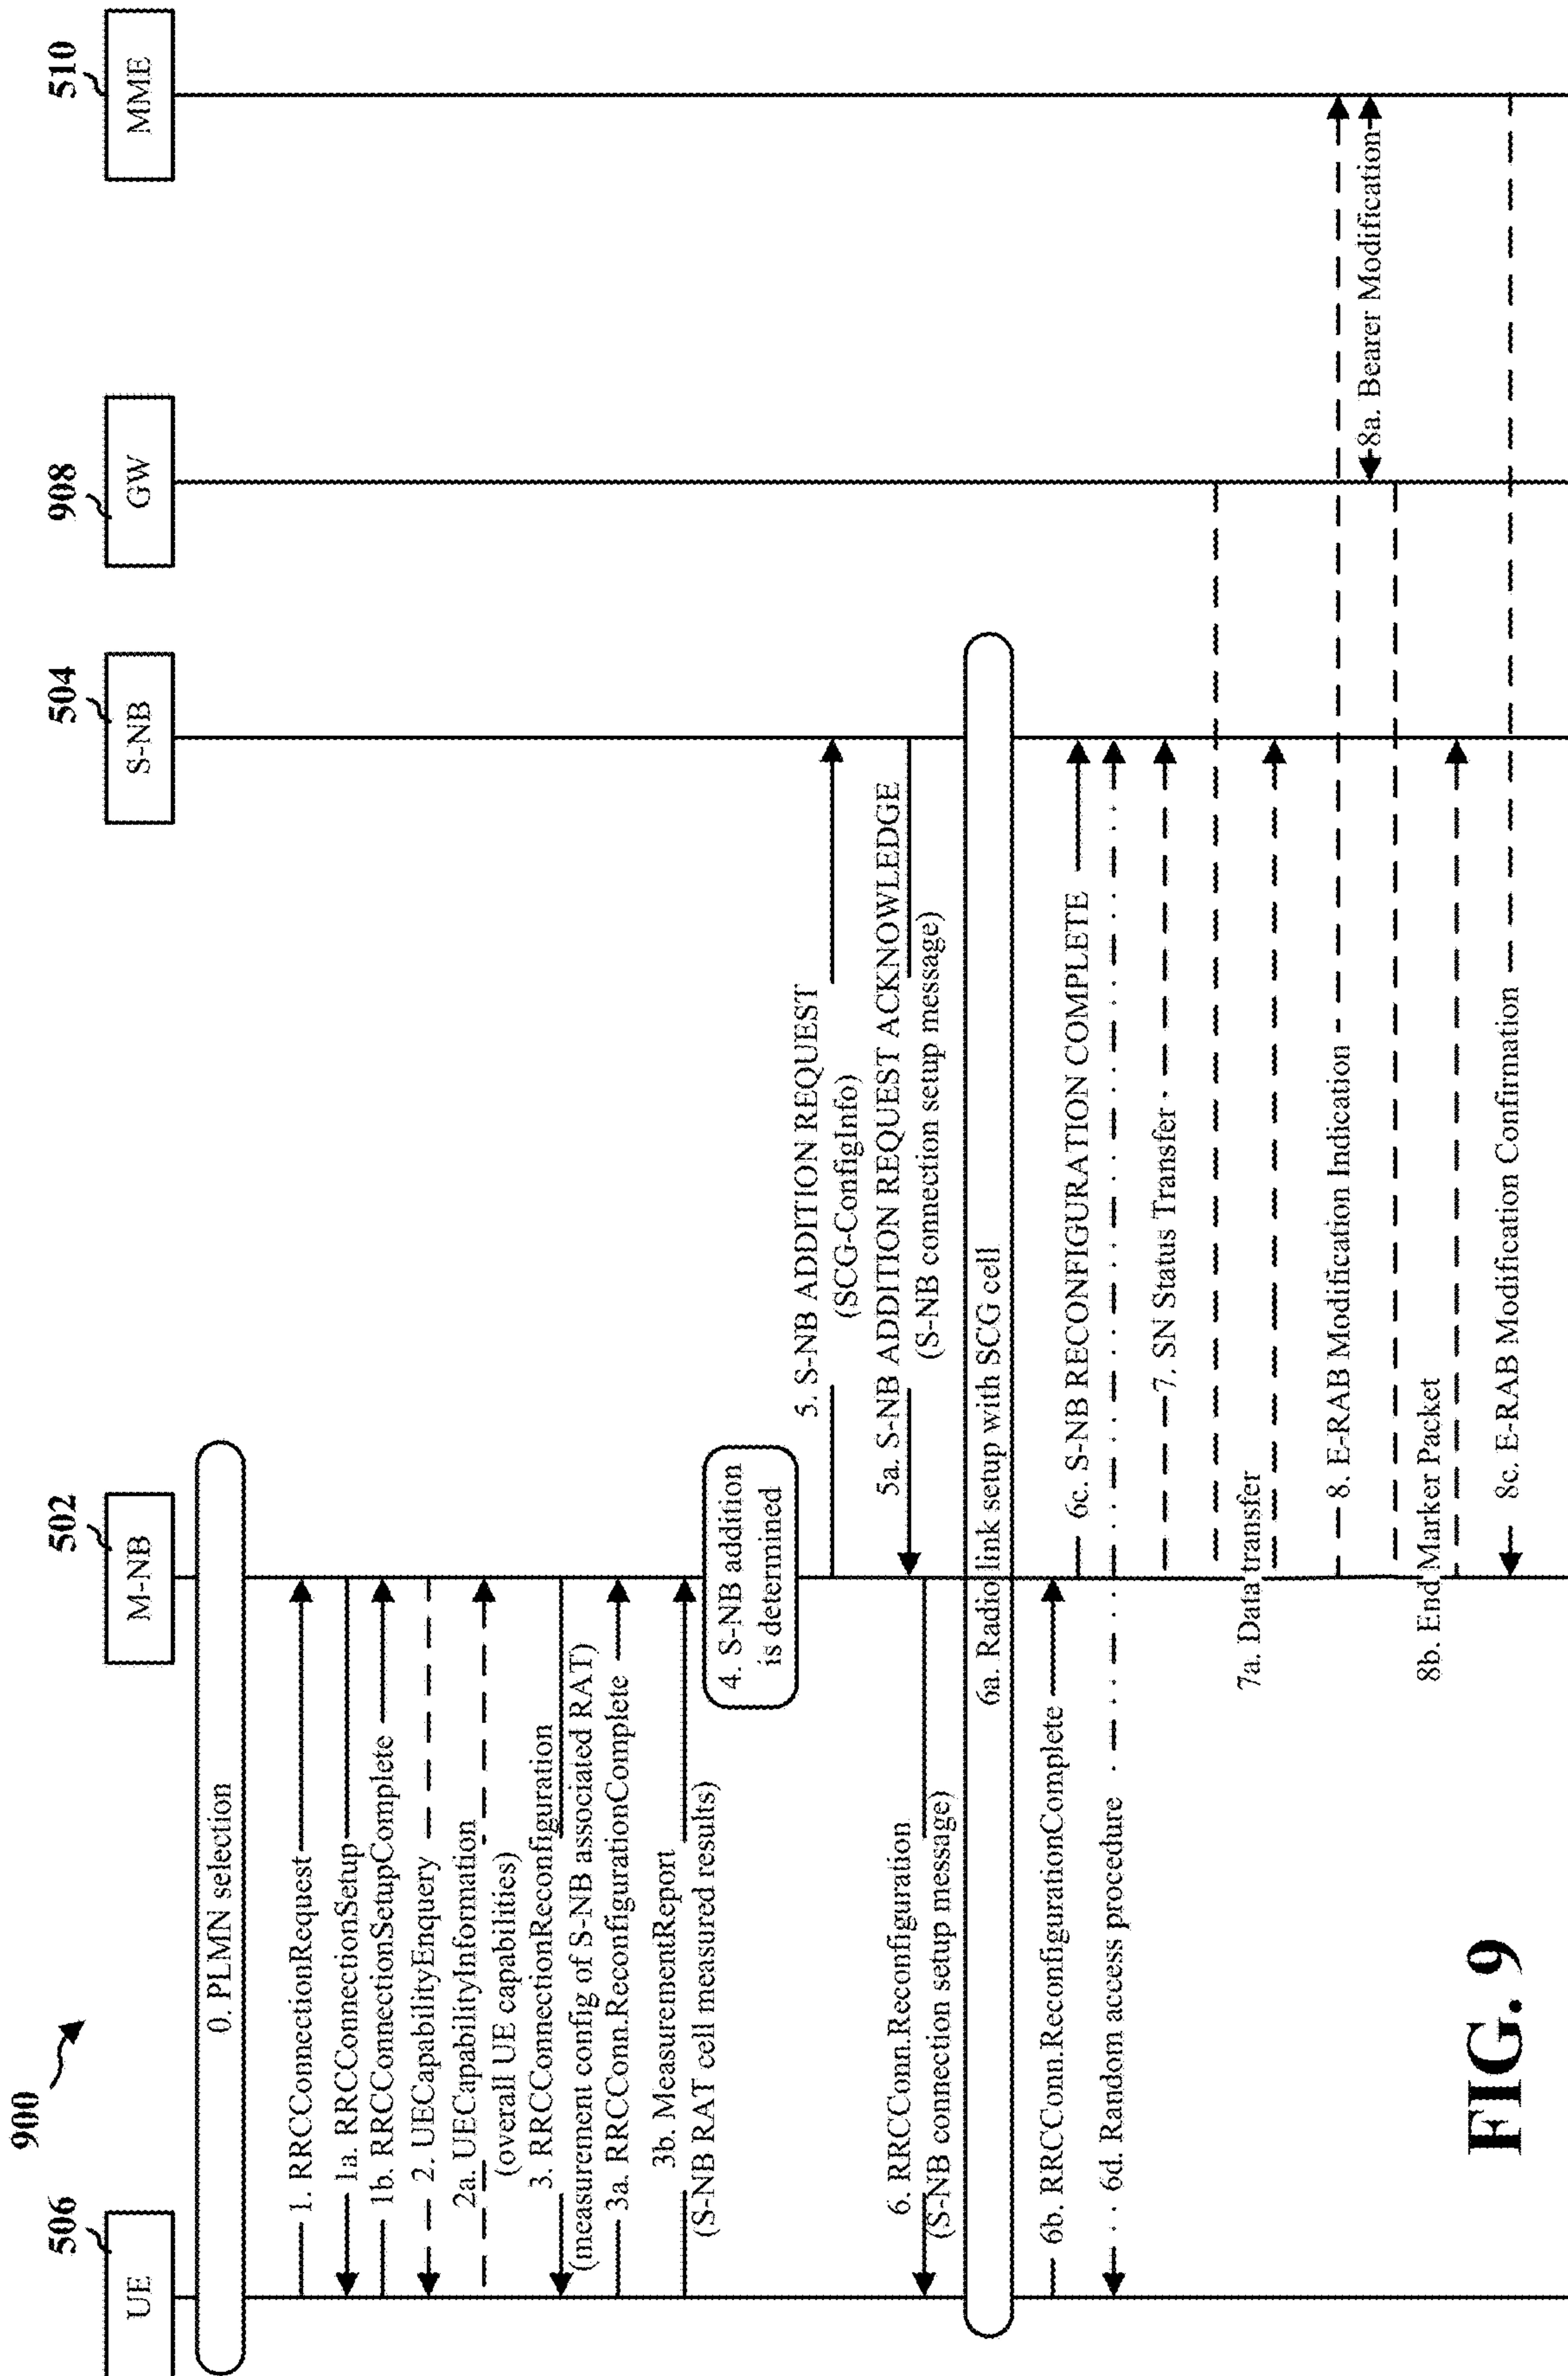 900
506
UE
502
M-NB
504
S-NB
908
GW
510
MME
0. PLMN selection
1. RRCConnectionRequest
1a. RRCConnectionSetup
1b. RRCConnectionSetupComplete
2. UECapabilityEnquery
2a. UECapabilityInformation
(overall UE capabilities)
3. RRCConnectionReconfiguration
(measurement config of S-NB associated RAT)
3a. RRCConn.ReconfigurationComplete
3b. MeasurementReport
(S-NB RAT cell measured results)
4. S-NB addition
is determined
5. S-NB ADDITION REQUEST
(SCG-ConfigInfo)
5a. S-NB ADDITION REQUEST ACKNOWLEDGE
(S-NB connection setup message)
6. RRCConn.Reconfiguration
(S-NB connection setup message)
6a. Radio link setup with SCG cell
6b. RRCConn.ReconfigurationComplete
6c. S-NB RECONFIGURATION COMPLETE
6d. Random access procedure
7. SN Status Transfer
7a. Data transfer
8. E-RAB Modification Indication
8a. Bearer Modification
8b. End Marker Packet
8c. E-RAB Modification Confirmation
FIG. 9